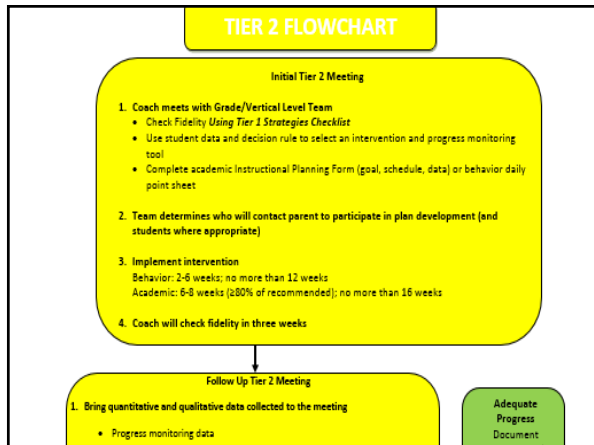 TIER 2 FLOWCHART
Initial Tier 2 Meeting
1. Coach meets with Grade/Vertical Level Team
• Check Fidelity Using Tier 1 Strategies Checklist
• Use student data and decision rule to select an intervention and progress monitoring
tool
• Complete academic Instructional Planning Form (goal, schedule, data) or behavior daily
point sheet
2. Team determines who will contact parent to participate in plan development (and
students where appropriate)
3. Implement intervention
Behavior: 2-6 weeks; no more than 12 weeks
Academic: 6-8 weeks (≥80% of recommended); no more than 16 weeks
4. Coach will check fidelity in three weeks
Follow Up Tier 2 Meeting
1. Bring quantitative and qualitative data collected to the meeting
• Progress monitoring data
Adequate
Progress
Document